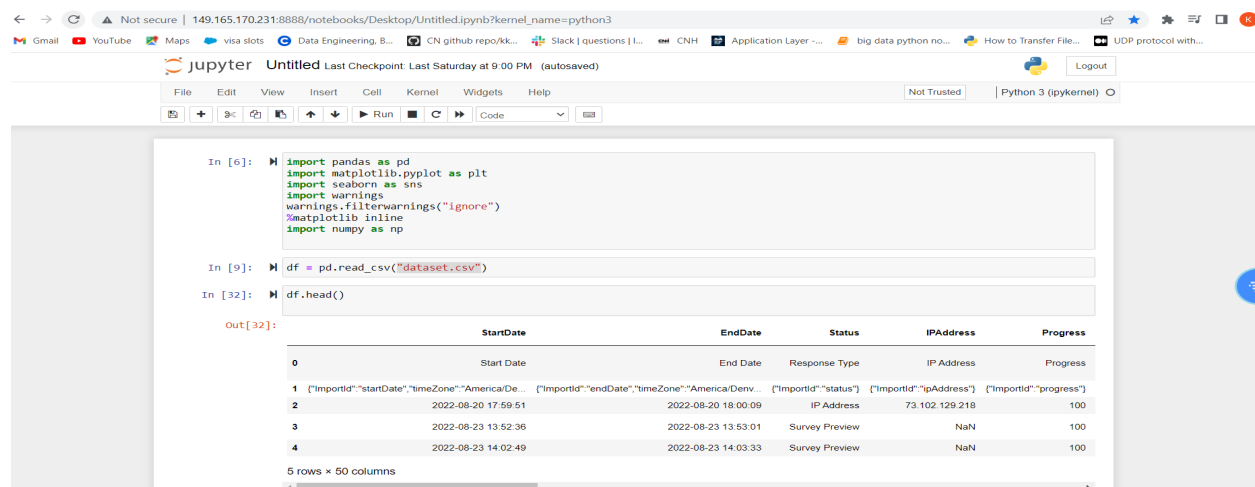 Not secure | 149.165.170.231:8888/notebooks/Desktop/Untitled.ipynb?kernel_name=python3
M Gmail YouTube Maps visa slots Data Engineering, B... CN github repo/kk... Slack | questions | l... CNH Application Layer -... big data python no... How to Transfer File... UDP protocol with...
jupyter Untitled Last Checkpoint: Last Saturday at 9:00 PM (autosaved) Logout
File Edit View Insert Cell Kernel Widgets Help Not Trusted Python 3 (ipykernel)
Run Code
In [6]: import pandas as pd
import matplotlib.pyplot as plt
import seaborn as sns
import warnings
warnings.filterwarnings("ignore")
%matplotlib inline
import numpy as np
In [9]: df = pd.read_csv("dataset.csv")
In [32]: df.head()
Out[32]:
StartDate EndDate Status IPAddress Progress
0 Start Date End Date Response Type IP Address Progress
1 {"ImportId":"startDate","timeZone":"America/De... {"ImportId":"endDate","timeZone":"America/Denv... {"ImportId":"status"} {"ImportId":"ipAddress"} {"ImportId":"progress"}
2 2022-08-20 17:59:51 2022-08-20 18:00:09 IP Address 73.102.129.218 100
3 2022-08-23 13:52:36 2022-08-23 13:53:01 Survey Preview NaN 100
4 2022-08-23 14:02:49 2022-08-23 14:03:33 Survey Preview NaN 100
5 rows × 50 columns